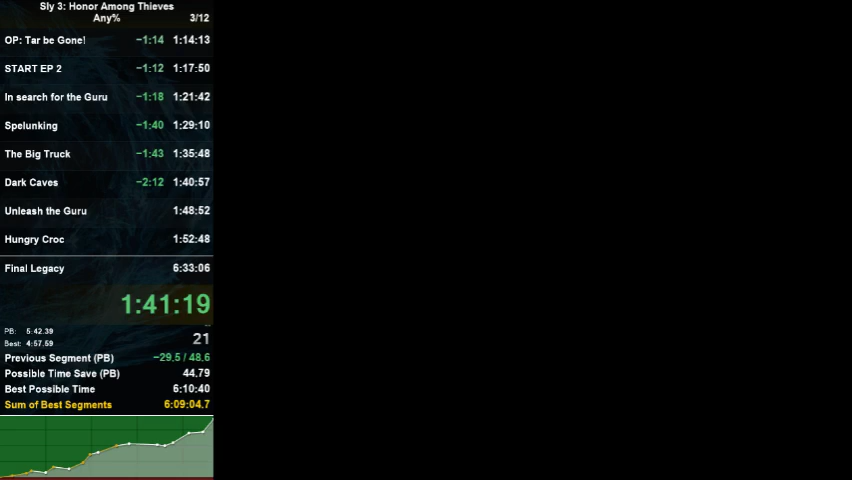 Sly 3: Honor Among Thieves
Any% 3/12
OP: Tar be Gone! −1:14 1:14:13
START EP 2 −1:12 1:17:50
In search for the Guru −1:18 1:21:42
Spelunking −1:40 1:29:10
The Big Truck −1:43 1:35:48
Dark Caves −2:12 1:40:57
Unleash the Guru 1:48:52
Hungry Croc 1:52:48
Final Legacy 6:33:06
1:41:19
PB: 5:42.39
Best: 4:57.59
21
Previous Segment (PB) −29.5 / 48.6
Possible Time Save (PB) 44.79
Best Possible Time 6:10:40
Sum of Best Segments 6:09:04.7